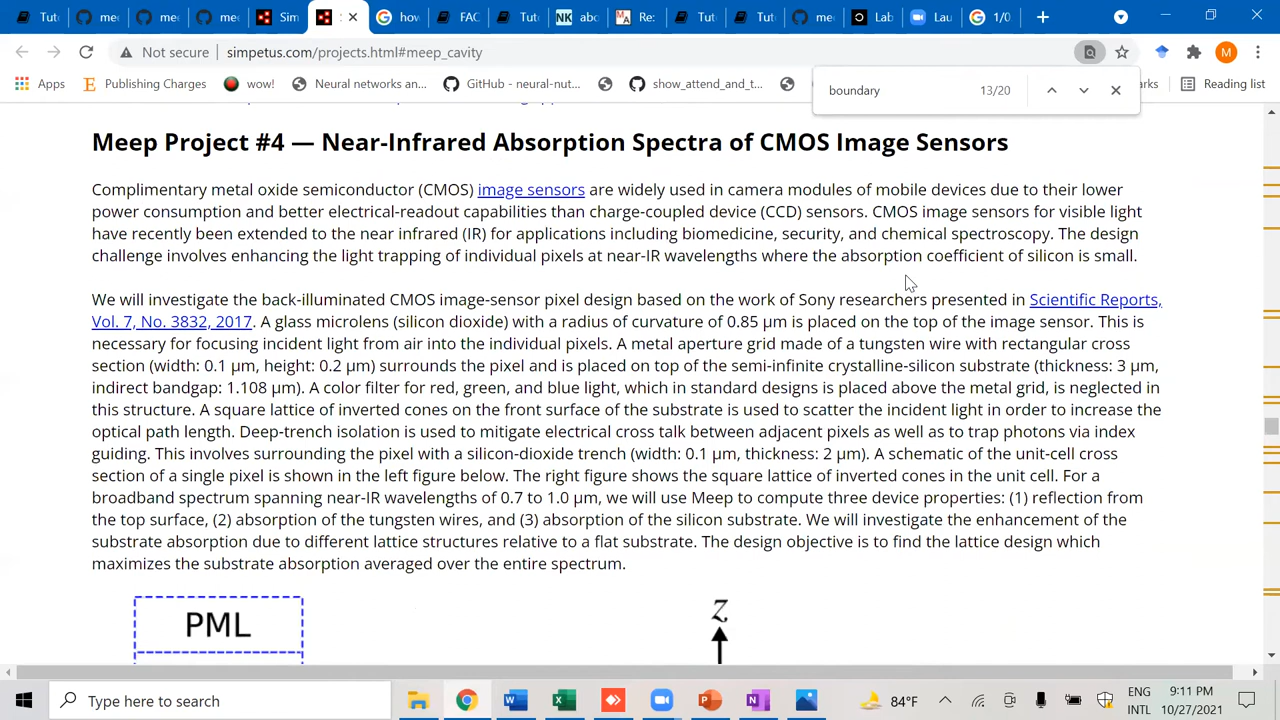 Tut
me
me
me
Sim
S
how
FAC
Tut
abo
Re:
Tut
Tut
me
Lab
Lau
1/0
Not secure
simpetus.com/projects.html#meep_cavity
M
Apps
Publishing Charges
wow!
Neural networks an...
GitHub - neural-nut...
show_attend_and_t...
arks
Reading list
boundary
13/20
Meep Project #4 — Near-Infrared Absorption Spectra of CMOS Image Sensors
Complimentary metal oxide semiconductor (CMOS) image sensors are widely used in camera modules of mobile devices due to their lower
power consumption and better electrical-readout capabilities than charge-coupled device (CCD) sensors. CMOS image sensors for visible light
have recently been extended to the near infrared (IR) for applications including biomedicine, security, and chemical spectroscopy. The design
challenge involves enhancing the light trapping of individual pixels at near-IR wavelengths where the absorption coefficient of silicon is small.
We will investigate the back-illuminated CMOS image-sensor pixel design based on the work of Sony researchers presented in Scientific Reports,
Vol. 7, No. 3832, 2017. A glass microlens (silicon dioxide) with a radius of curvature of 0.85 μm is placed on the top of the image sensor. This is
necessary for focusing incident light from air into the individual pixels. A metal aperture grid made of a tungsten wire with rectangular cross
section (width: 0.1 μm, height: 0.2 μm) surrounds the pixel and is placed on top of the semi-infinite crystalline-silicon substrate (thickness: 3 μm,
indirect bandgap: 1.108 μm). A color filter for red, green, and blue light, which in standard designs is placed above the metal grid, is neglected in
this structure. A square lattice of inverted cones on the front surface of the substrate is used to scatter the incident light in order to increase the
optical path length. Deep-trench isolation is used to mitigate electrical cross talk between adjacent pixels as well as to trap photons via index
guiding. This involves surrounding the pixel with a silicon-dioxide trench (width: 0.1 μm, thickness: 2 μm). A schematic of the unit-cell cross
section of a single pixel is shown in the left figure below. The right figure shows the square lattice of inverted cones in the unit cell. For a
broadband spectrum spanning near-IR wavelengths of 0.7 to 1.0 μm, we will use Meep to compute three device properties: (1) reflection from
the top surface, (2) absorption of the tungsten wires, and (3) absorption of the silicon substrate. We will investigate the enhancement of the
substrate absorption due to different lattice structures relative to a flat substrate. The design objective is to find the lattice design which
maximizes the substrate absorption averaged over the entire spectrum.
PML
z
Type here to search
84°F
ENG
INTL
9:11 PM
10/27/2021